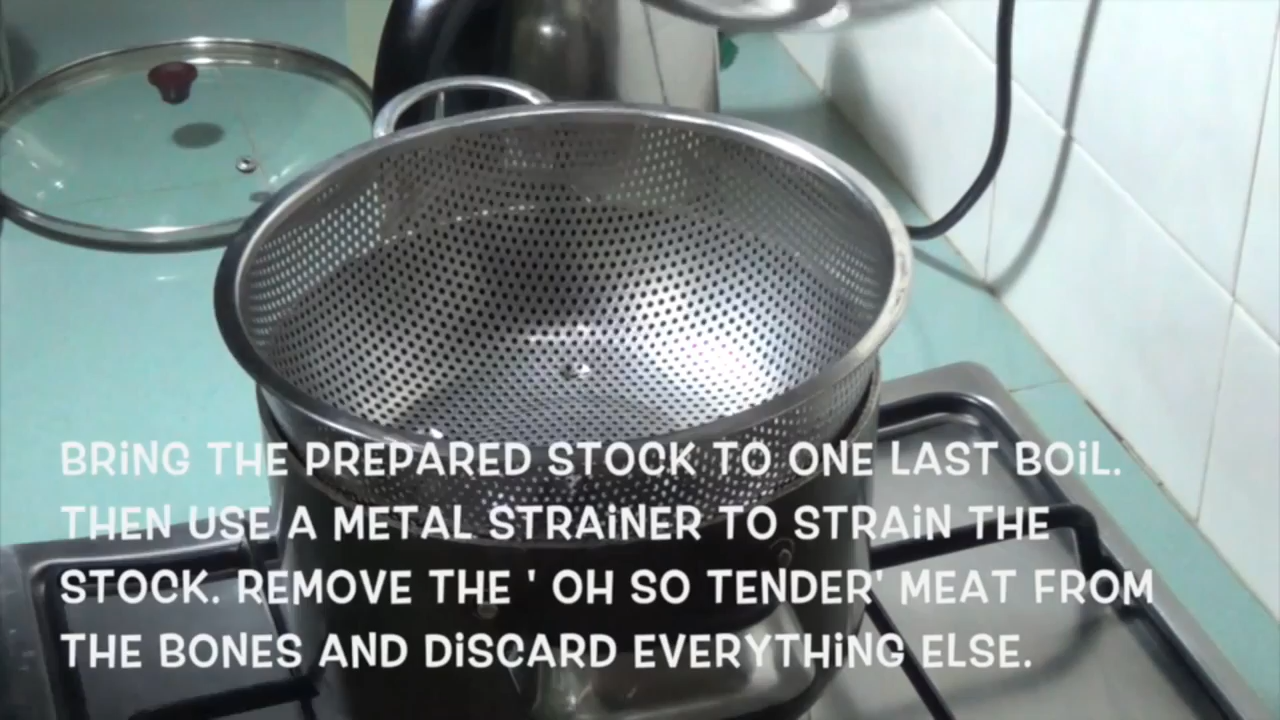 BRiNG THE PREPARED STOCK TO ONE LAST BOiL.
THEN USE A METAL STRAiNER TO STRAiN THE
STOCK. REMOVE THE ' OH SO TENDER' MEAT FROM
THE BONES AND DiSCARD EVERYTHiNG ELSE.